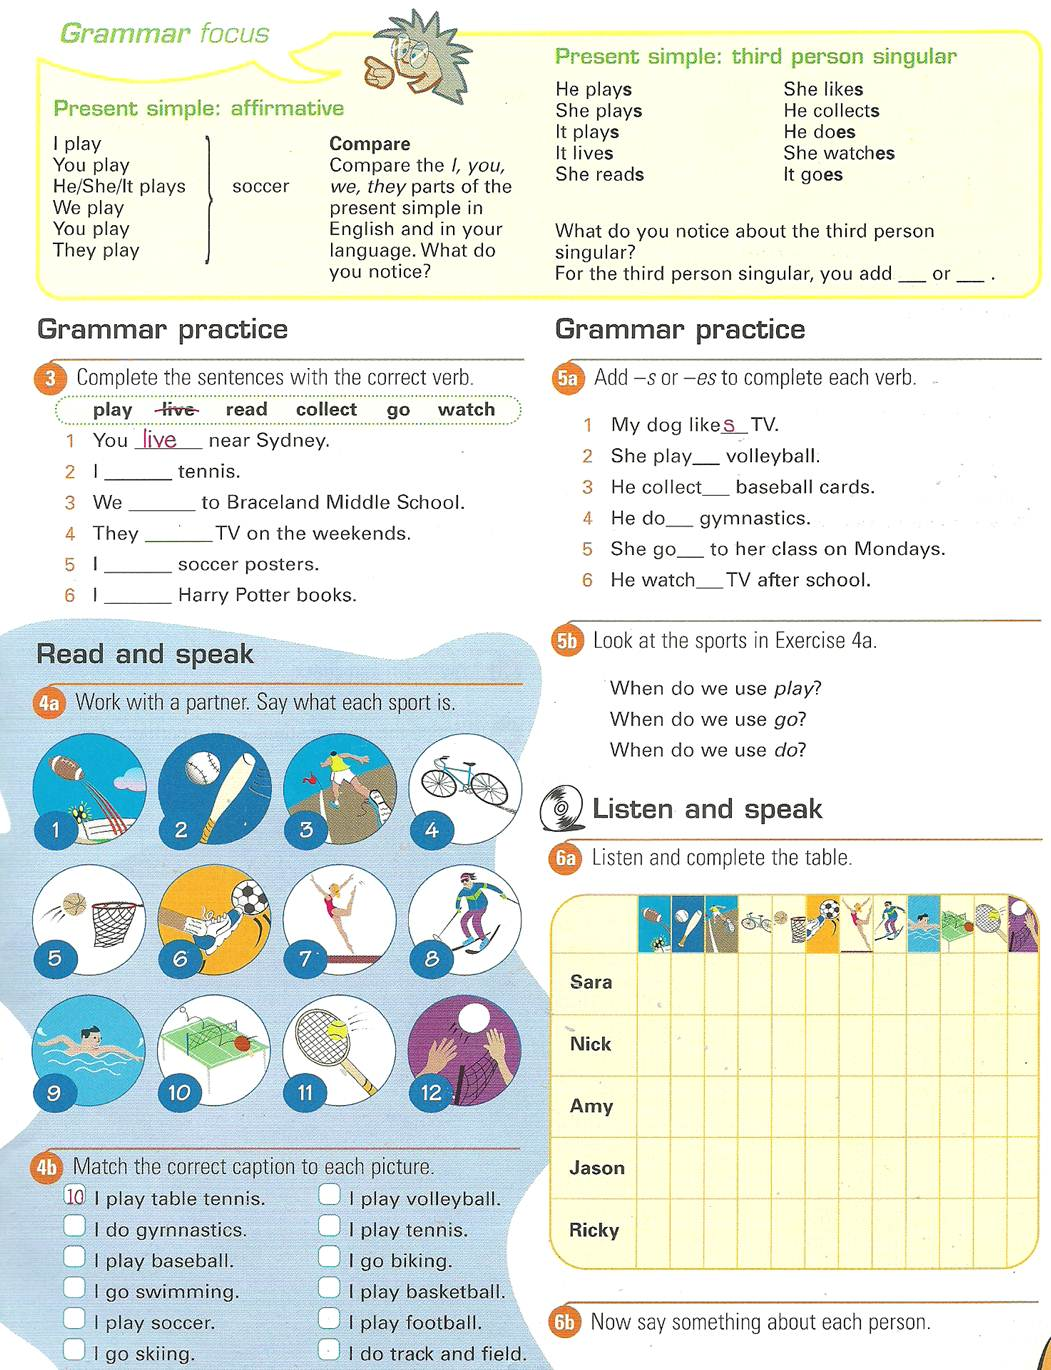 Grammar focus
Present simple: affirmative
I play
You play
He/She/It plays
We play
You play
They play
soccer
Compare
Compare the I, you,
we, they parts of the
present simple in
English and in your
language. What do
you notice?
Present simple: third person singular
He plays
She plays
It plays
It lives
She reads
She likes
He collects
He does
She watches
It goes
What do you notice about the third person
singular?
For the third person singular, you add ___ or ___ .
Grammar practice
3 Complete the sentences with the correct verb.
play live read collect go watch
1 You live near Sydney.
2 I ______ tennis.
3 We ______ to Braceland Middle School.
4 They ______ TV on the weekends.
5 I ______ soccer posters.
6 I ______ Harry Potter books.
Read and speak
4a Work with a partner. Say what each sport is.
1 2 3 4
5 6 7 8
9 10 11 12
4b Match the correct caption to each picture.
10 I play table tennis.
I do gymnastics.
I play baseball.
I go swimming.
I play soccer.
I go skiing.
I play volleyball.
I play tennis.
I go biking.
I play basketball.
I play football.
I do track and field.
Grammar practice
5a Add –s or –es to complete each verb.
1 My dog likes TV.
2 She play___ volleyball.
3 He collect___ baseball cards.
4 He do___ gymnastics.
5 She go___ to her class on Mondays.
6 He watch___ TV after school.
5b Look at the sports in Exercise 4a.
When do we use play?
When do we use go?
When do we use do?
Listen and speak
6a Listen and complete the table.
Sara
Nick
Amy
Jason
Ricky
6b Now say something about each person.